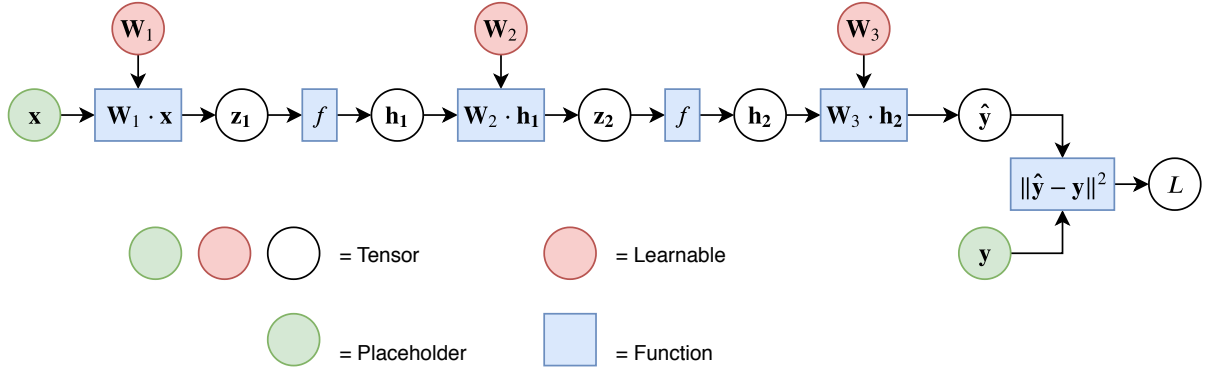 W₁ W₂ W₃
x W₁ · x z₁ f h₁ W₂ · h₁ z₂ f h₂ W₃ · h₂ ŷ
‖ŷ − y‖² L
y
= Tensor = Learnable
= Placeholder = Function